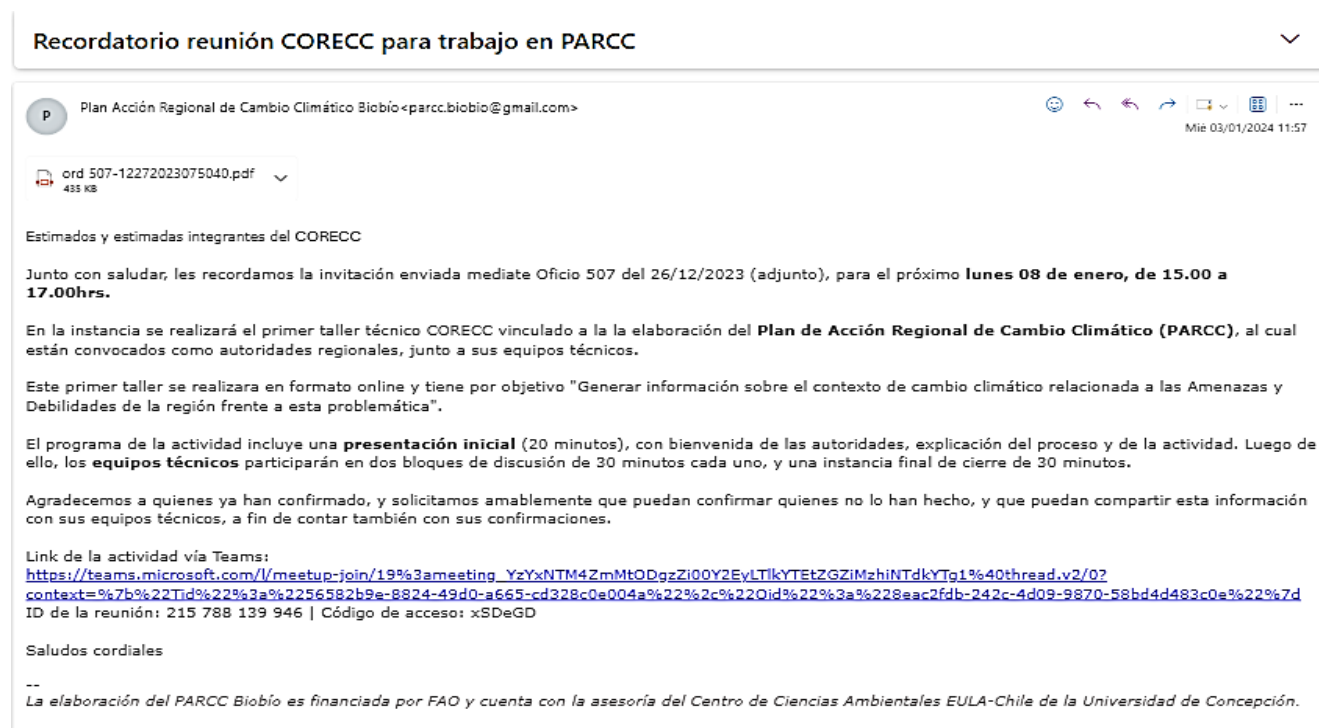 Recordatorio reunión CORECC para trabajo en PARCC
P
Plan Acción Regional de Cambio Climático Biobío<parcc.biobio@gmail.com>
Mié 03/01/2024 11:57
ord 507-12272023075040.pdf
435 KB
Estimados y estimadas integrantes del CORECC
Junto con saludar, les recordamos la invitación enviada mediate Oficio 507 del 26/12/2023 (adjunto), para el próximo lunes 08 de enero, de 15.00 a
17.00hrs.
En la instancia se realizará el primer taller técnico CORECC vinculado a la la elaboración del Plan de Acción Regional de Cambio Climático (PARCC), al cual
están convocados como autoridades regionales, junto a sus equipos técnicos.
Este primer taller se realizara en formato online y tiene por objetivo "Generar información sobre el contexto de cambio climático relacionada a las Amenazas y
Debilidades de la región frente a esta problemática".
El programa de la actividad incluye una presentación inicial (20 minutos), con bienvenida de las autoridades, explicación del proceso y de la actividad. Luego de
ello, los equipos técnicos participarán en dos bloques de discusión de 30 minutos cada uno, y una instancia final de cierre de 30 minutos.
Agradecemos a quienes ya han confirmado, y solicitamos amablemente que puedan confirmar quienes no lo han hecho, y que puedan compartir esta información
con sus equipos técnicos, a fin de contar también con sus confirmaciones.
Link de la actividad vía Teams:
https://teams.microsoft.com/l/meetup-join/19%3ameeting_YzYxNTM4ZmMtODgzZi00Y2EyLTlkYTEtZGZiMzhiNTdkYTg1%40thread.v2/0?
context=%7b%22Tid%22%3a%2256582b9e-8824-49d0-a665-cd328c0e004a%22%2c%22Oid%22%3a%228eac2fdb-242c-4d09-9870-58bd4d483c0e%22%7d
ID de la reunión: 215 788 139 946 | Código de acceso: xSDeGD
Saludos cordiales
--
La elaboración del PARCC Biobío es financiada por FAO y cuenta con la asesoría del Centro de Ciencias Ambientales EULA-Chile de la Universidad de Concepción.